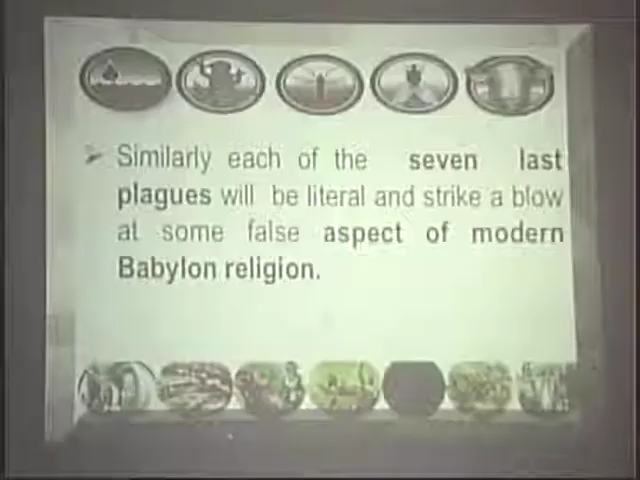 Similarly each of the seven last
plagues will be literal and strike a blow
at some false aspect of modern
Babylon religion.